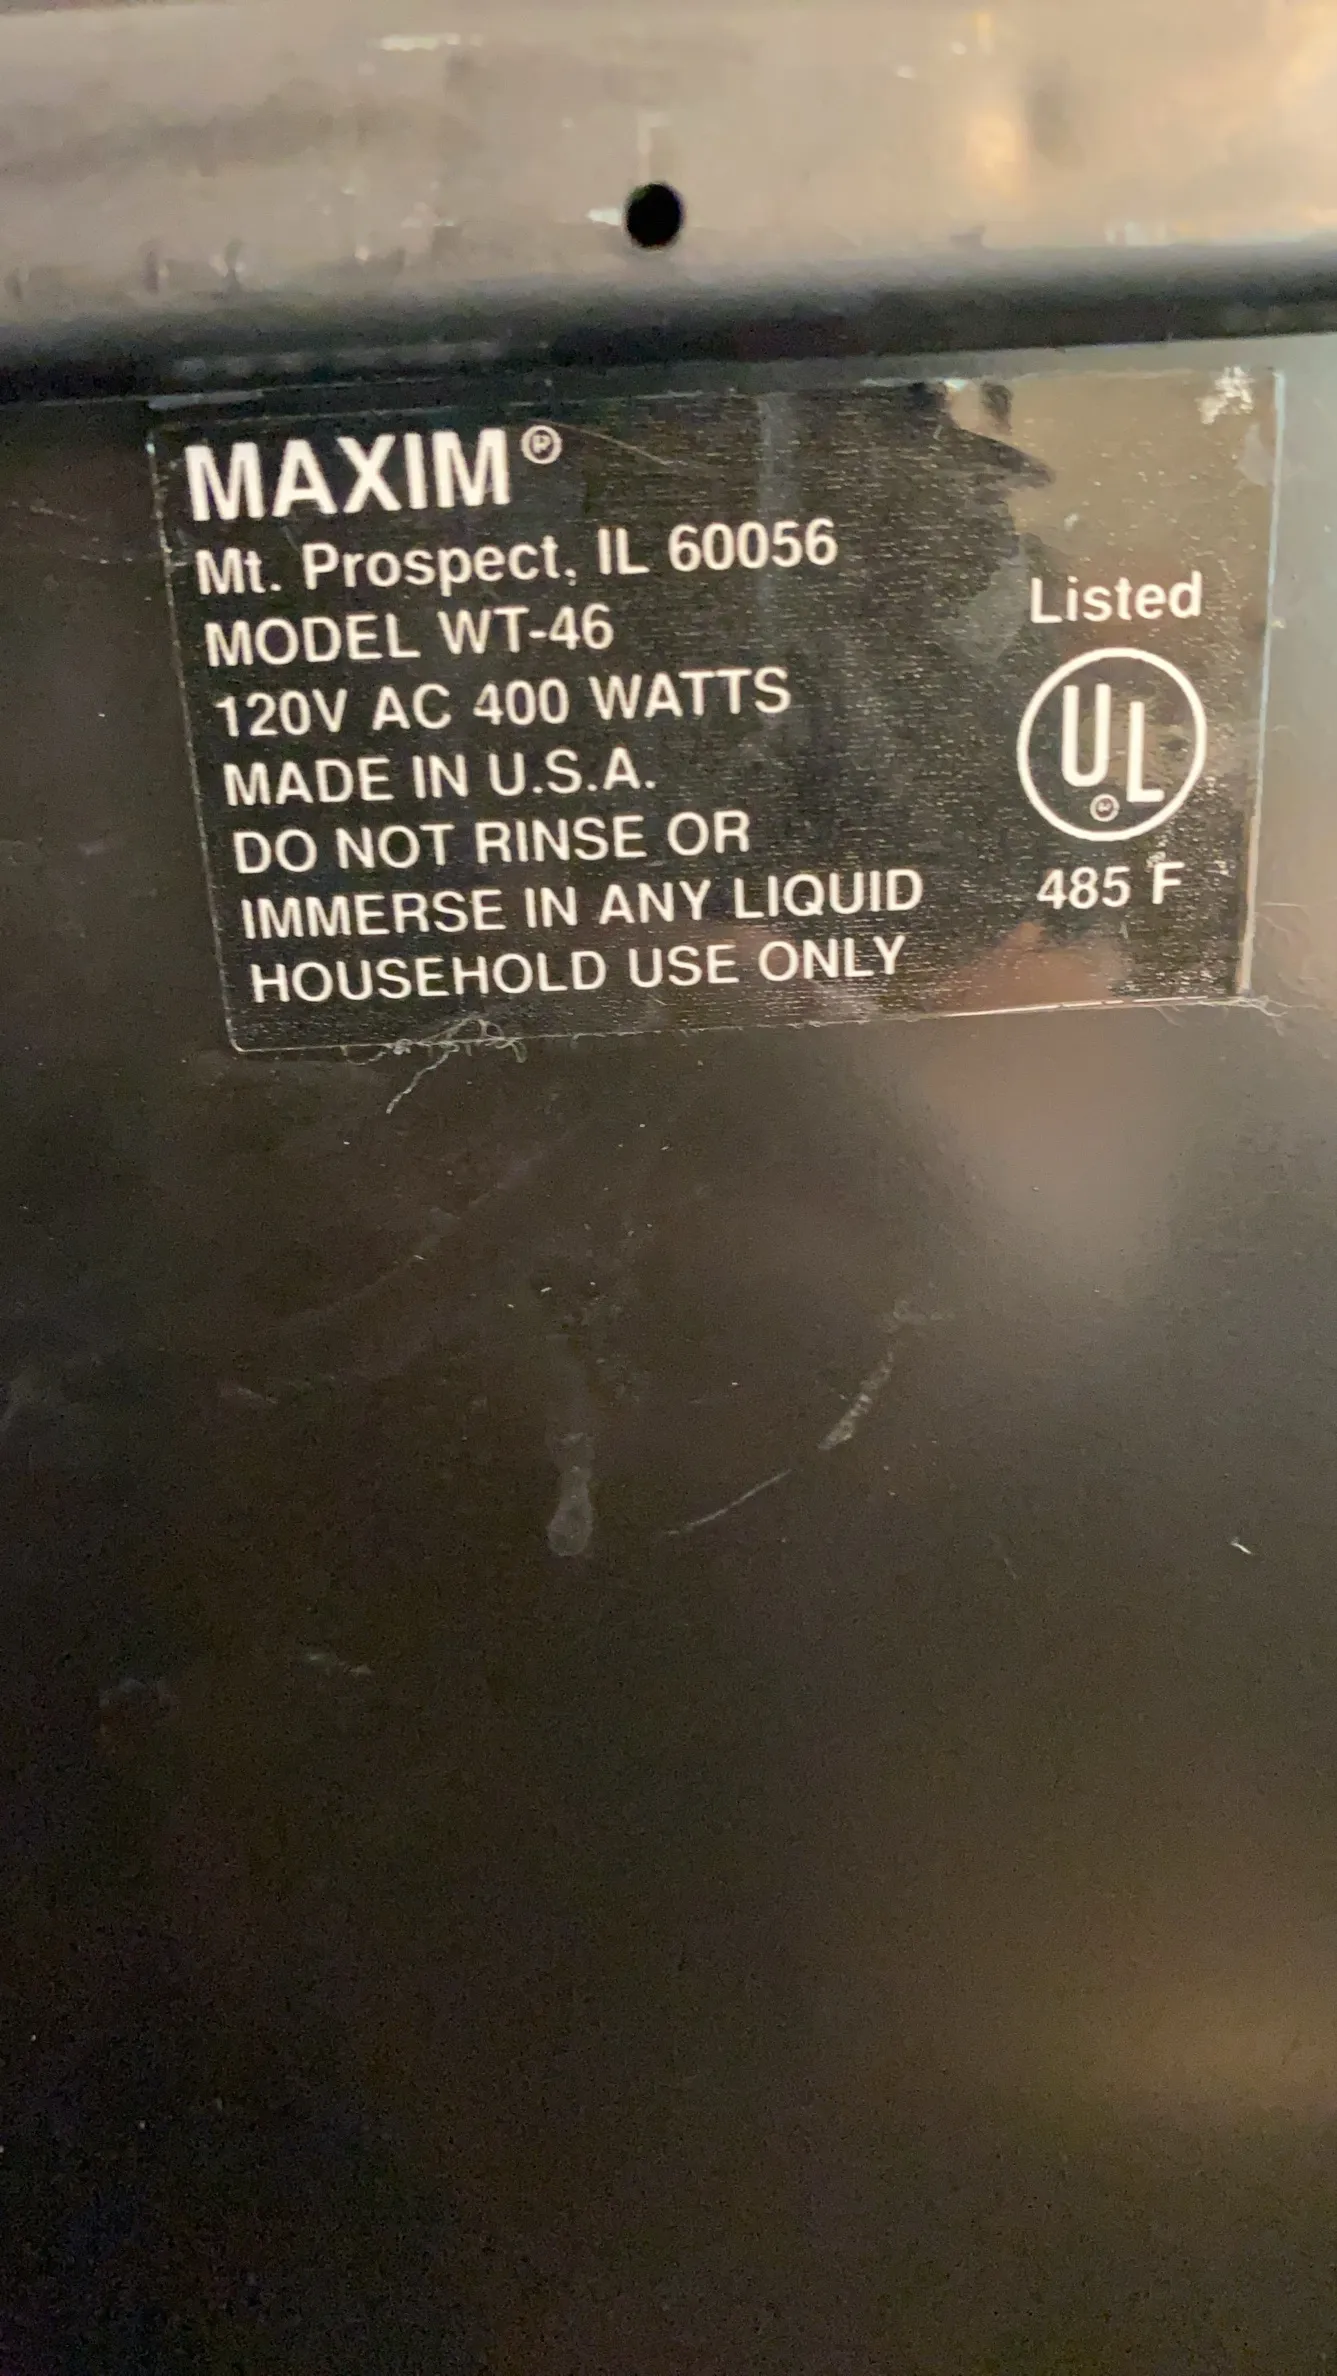 MAXIM®
Mt. Prospect, IL 60056
MODEL WT-46
120V AC 400 WATTS
MADE IN U.S.A.
DO NOT RINSE OR
IMMERSE IN ANY LIQUID
HOUSEHOLD USE ONLY
Listed
UL®
485 F